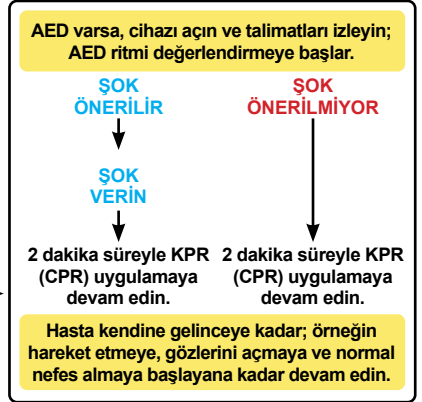 AED varsa, cihazı açın ve talimatları izleyin;
AED ritmi değerlendirmeye başlar.
ŞOK
ÖNERİLİR
ŞOK
VERİN
2 dakika süreyle KPR
(CPR) uygulamaya
devam edin.
ŞOK
ÖNERİLMİYOR
2 dakika süreyle KPR
(CPR) uygulamaya
devam edin.
Hasta kendine gelinceye kadar; örneğin
hareket etmeye, gözlerini açmaya ve normal
nefes almaya başlayana kadar devam edin.